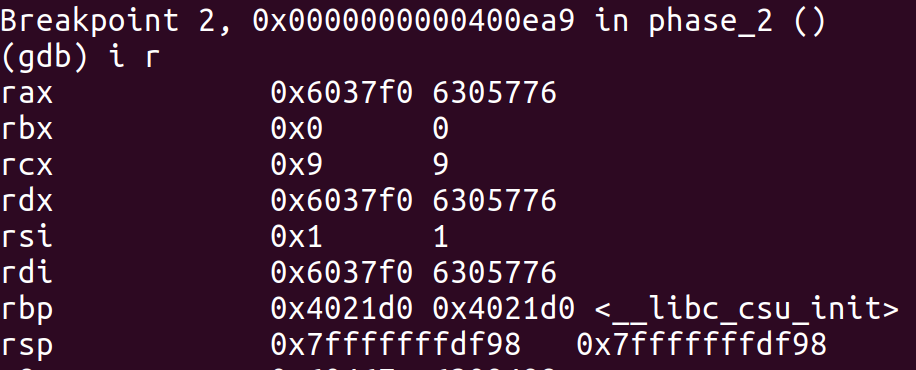 Breakpoint 2, 0x0000000000400ea9 in phase_2 ()
(gdb) i r
rax 0x6037f0 6305776
rbx 0x0 0
rcx 0x9 9
rdx 0x6037f0 6305776
rsi 0x1 1
rdi 0x6037f0 6305776
rbp 0x4021d0 0x4021d0 <__libc_csu_init>
rsp 0x7fffffffdf98 0x7fffffffdf98